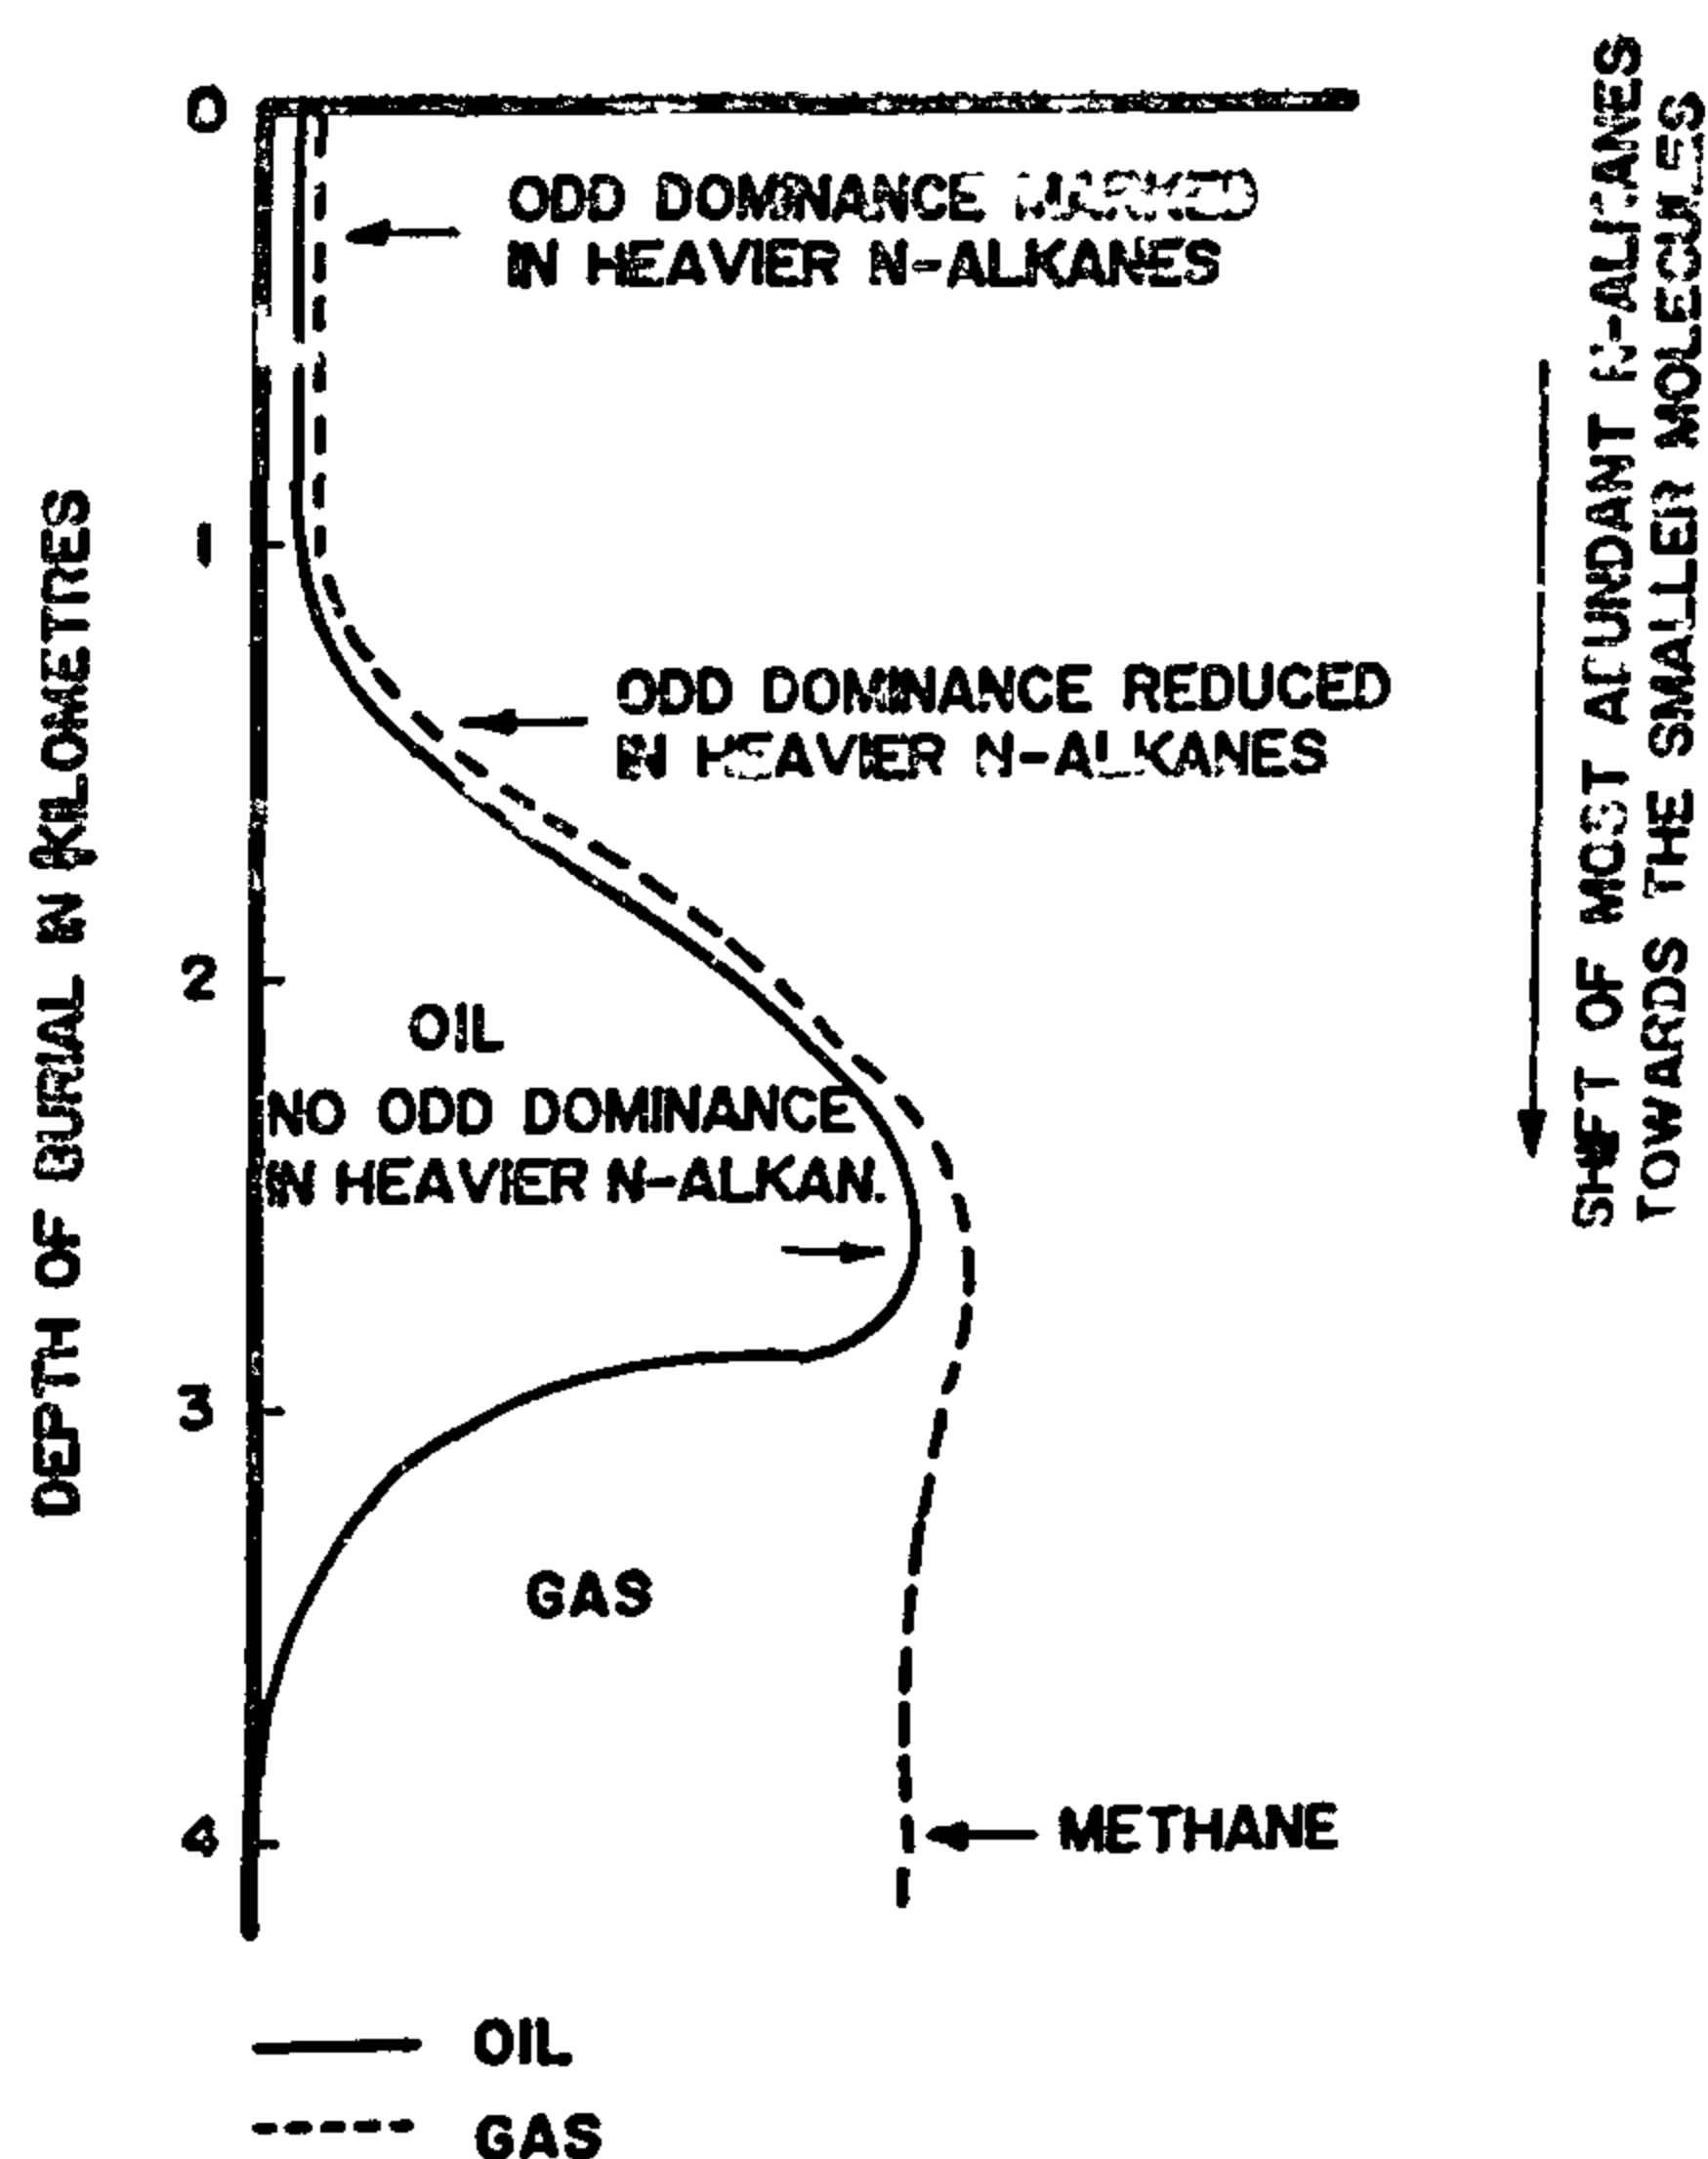 0
ODD DOMINANCE MARKED
IN HEAVIER N-ALKANES
1
ODD DOMINANCE REDUCED
IN HEAVIER N-ALKANES
2
OIL
NO ODD DOMINANCE
IN HEAVIER N-ALKAN.
3
GAS
4
METHANE
DEPTH OF BURIAL IN (KILOMETRES
SHIFT OF MOST ABUNDANT N-ALKANES
TOWARDS THE SMALLER MOLECULES
OIL
GAS